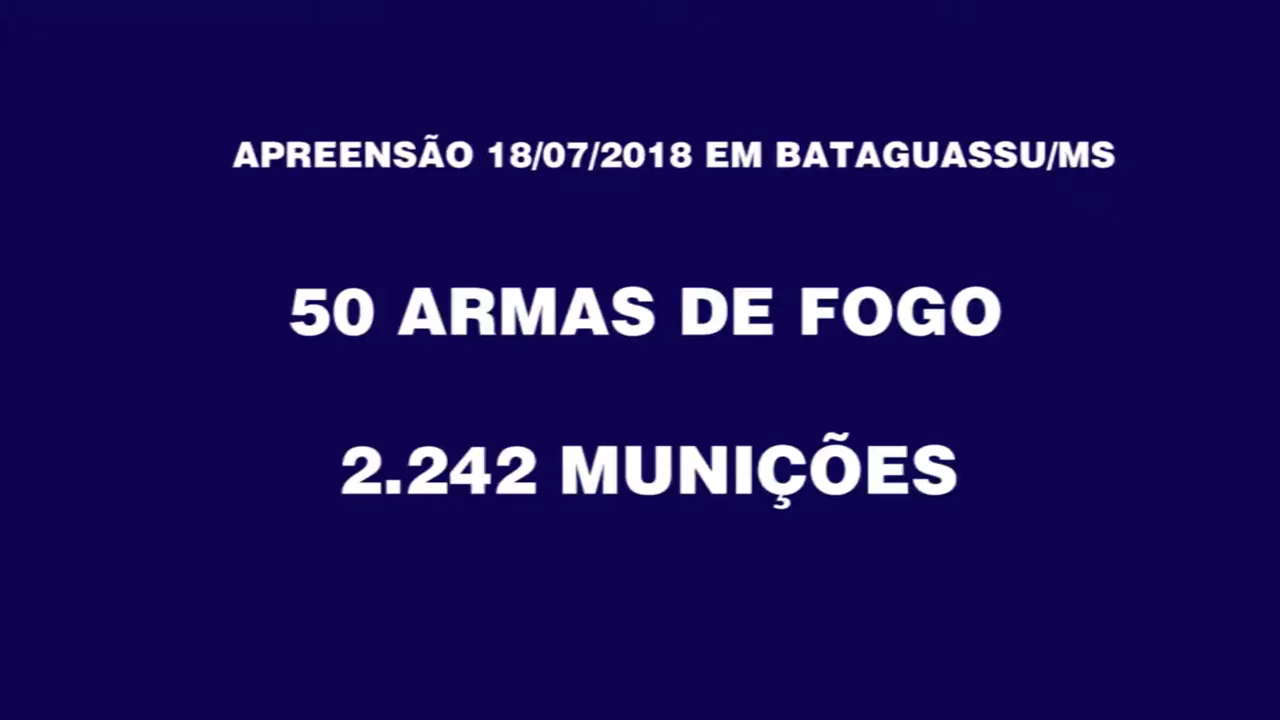 APREENSÃO 18/07/2018 EM BATAGUASSU/MS
50 ARMAS DE FOGO
2.242 MUNIÇÕES